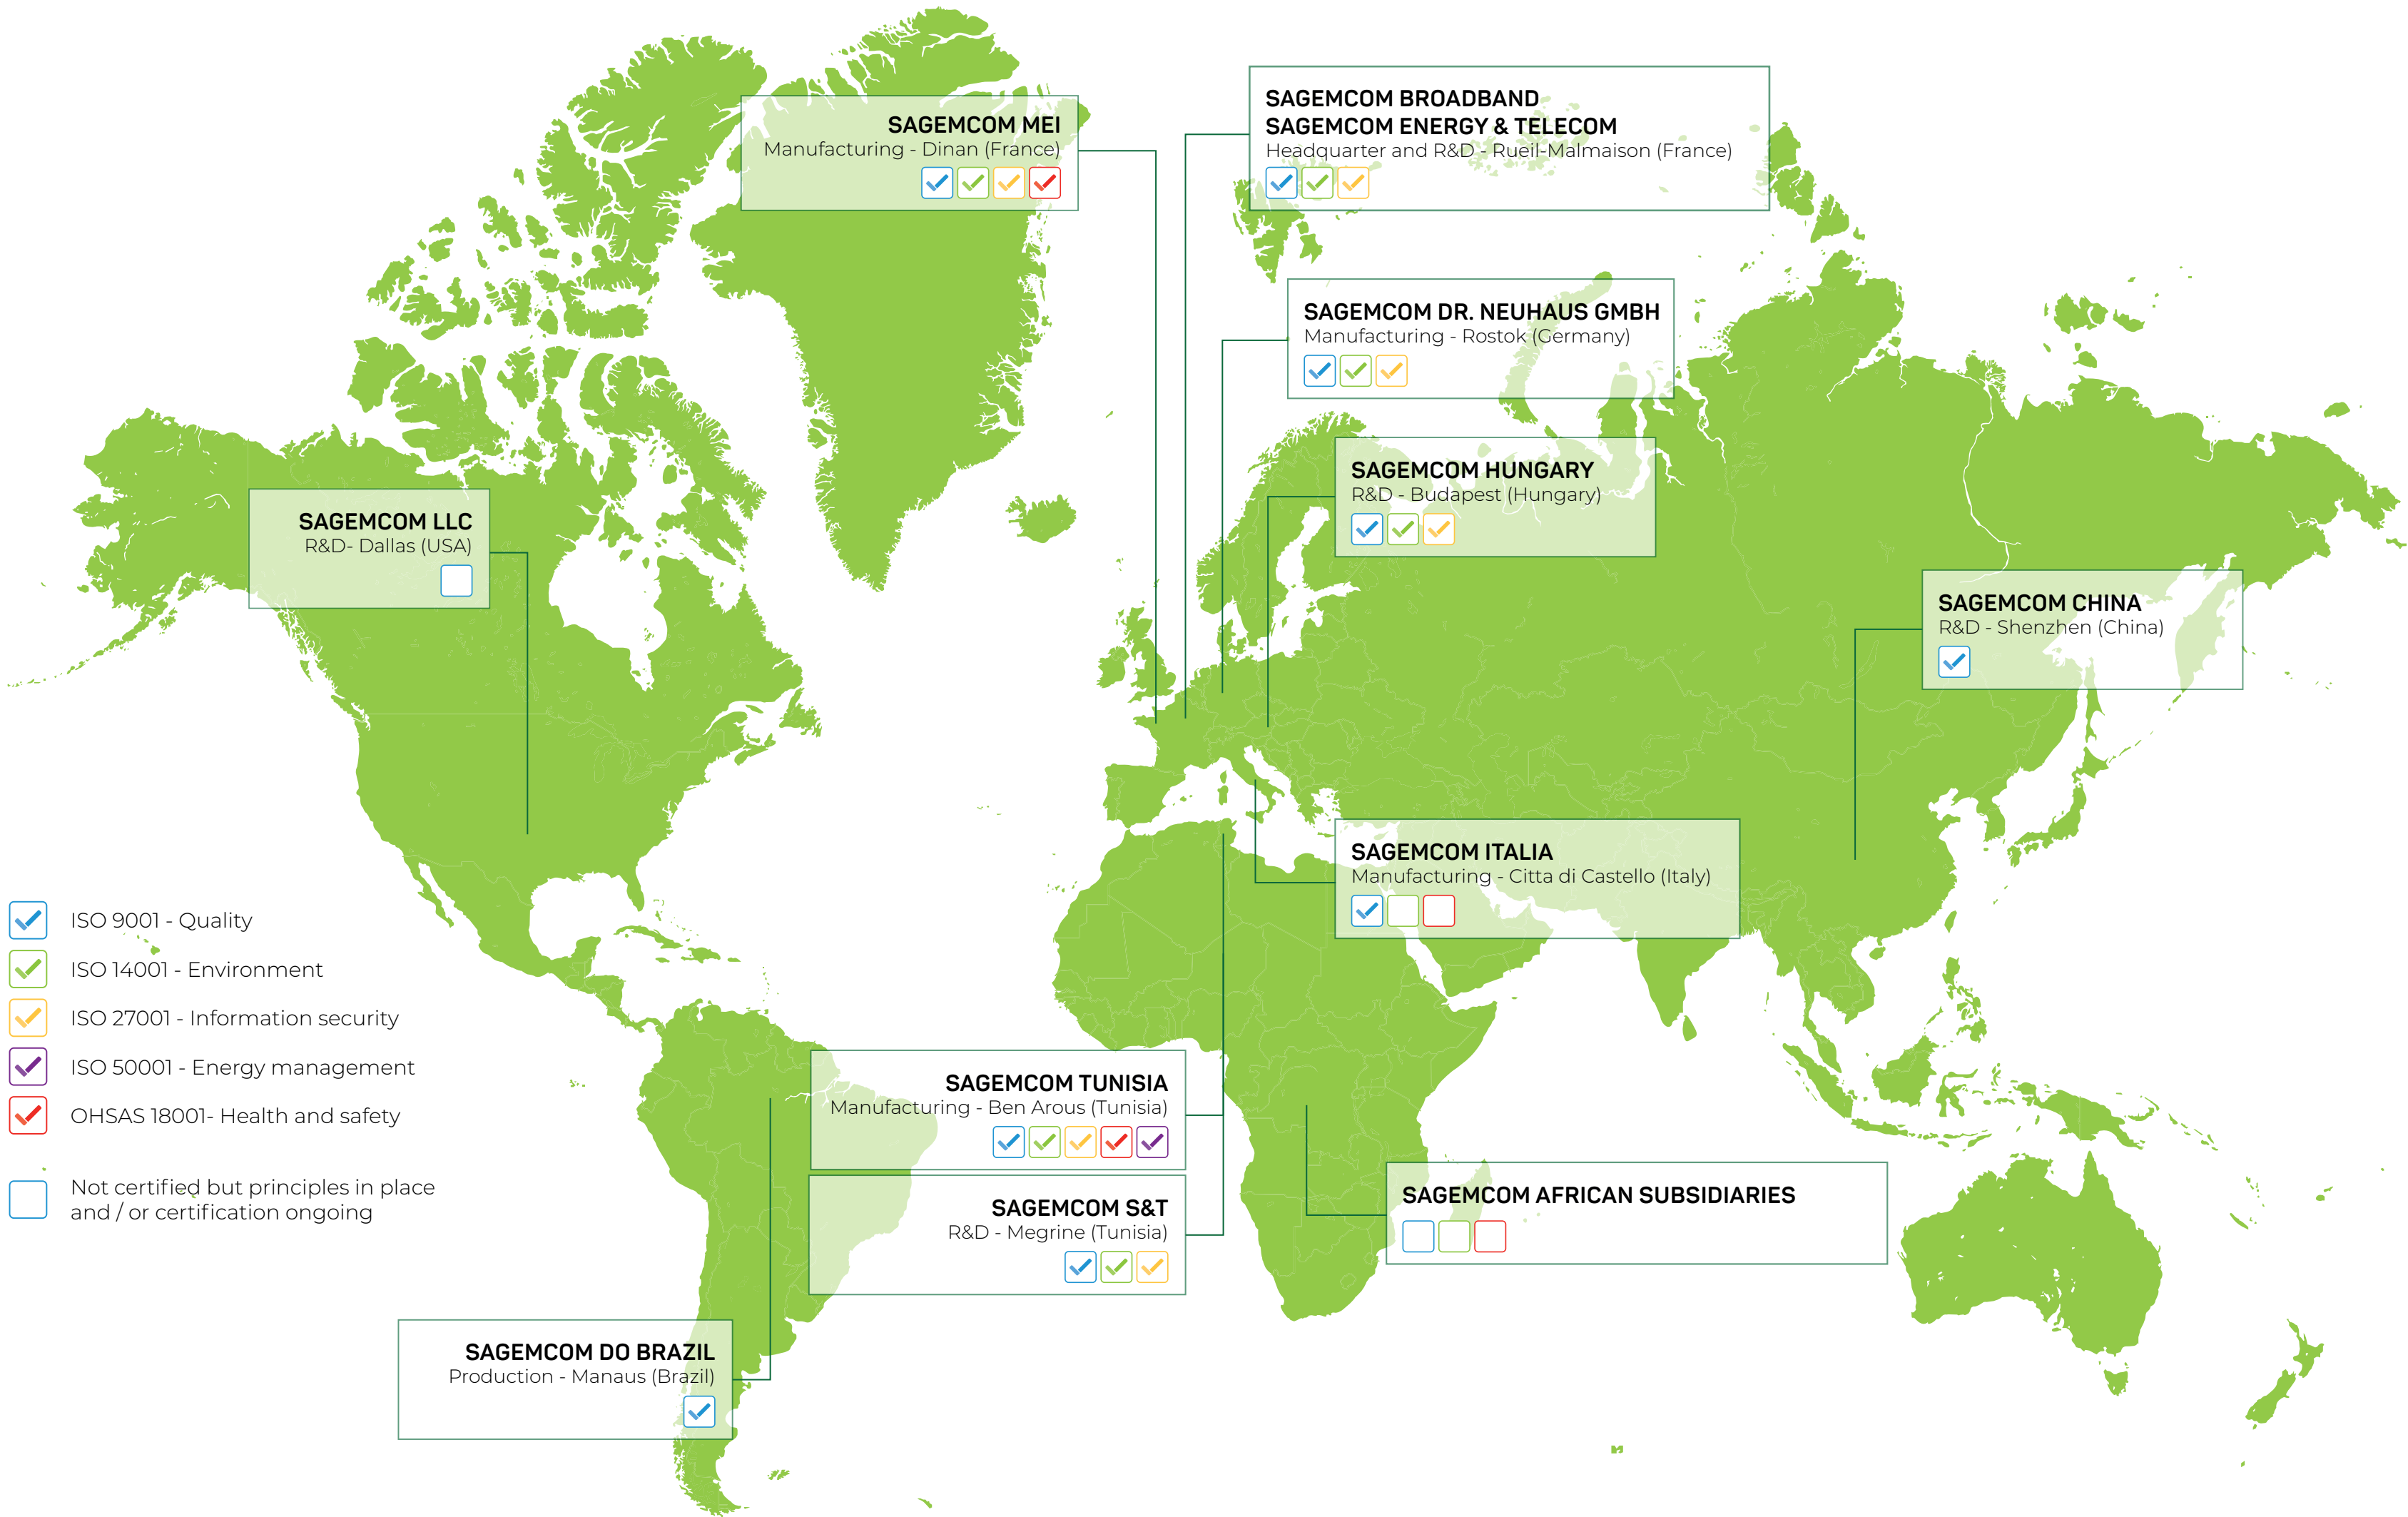 SAGEMCOM MEI
Manufacturing - Dinan (France)
SAGEMCOM BROADBAND
SAGEMCOM ENERGY & TELECOM
Headquarter and R&D - Rueil-Malmaison (France)
SAGEMCOM DR. NEUHAUS GMBH
Manufacturing - Rostok (Germany)
SAGEMCOM HUNGARY
R&D - Budapest (Hungary)
SAGEMCOM LLC
R&D- Dallas (USA)
SAGEMCOM CHINA
R&D - Shenzhen (China)
SAGEMCOM ITALIA
Manufacturing - Citta di Castello (Italy)
ISO 9001 - Quality
ISO 14001 - Environment
ISO 27001 - Information security
ISO 50001 - Energy management
OHSAS 18001- Health and safety
Not certified but principles in place
and / or certification ongoing
SAGEMCOM TUNISIA
Manufacturing - Ben Arous (Tunisia)
SAGEMCOM S&T
R&D - Megrine (Tunisia)
SAGEMCOM AFRICAN SUBSIDIARIES
SAGEMCOM DO BRAZIL
Production - Manaus (Brazil)